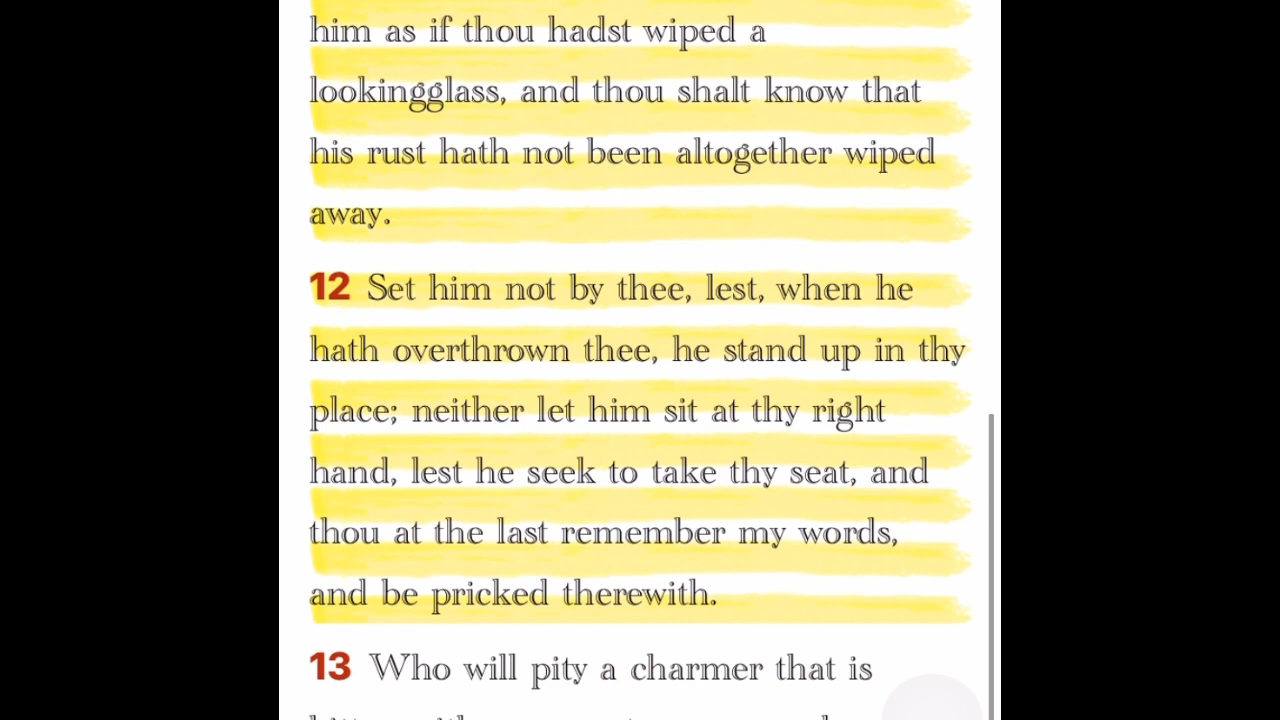 him as if thou hadst wiped a
lookingglass, and thou shalt know that
his rust hath not been altogether wiped
away.
12 Set him not by thee, lest, when he
hath overthrown thee, he stand up in thy
place; neither let him sit at thy right
hand, lest he seek to take thy seat, and
thou at the last remember my words,
and be pricked therewith.
13 Who will pity a charmer that is